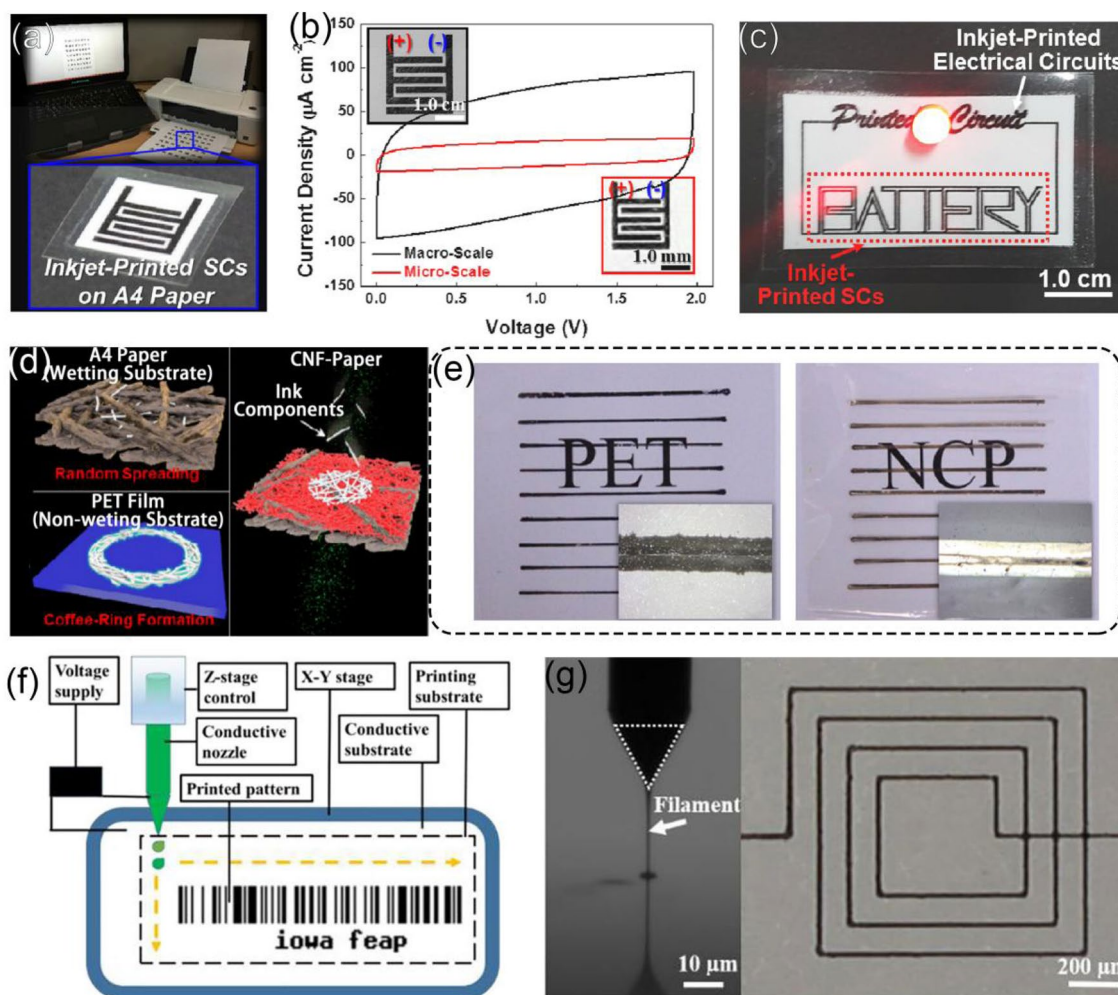 (a)
Inkjet-Printed SCs
on A4 Paper
(b)
Current Density (μA cm-2)
150
100
50
0
-50
-100
-150
(+) (-)
1.0 cm
(+) (-)
1.0 mm
Macro-Scale
Micro-Scale
0.0 0.5 1.0 1.5 2.0
Voltage (V)
(c)
Inkjet-Printed
Electrical Circuits
Printed Circuit
BATTERY
Inkjet-
Printed SCs
1.0 cm
(d)
A4 Paper
(Wetting Substrate)
Random Spreading
PET Film
(Non-weting Sbstrate)
Coffee-Ring Formation
CNF-Paper
Ink
Components
(e)
PET
NCP
(f)
Voltage
supply
Z-stage
control
Conductive
nozzle
Printed pattern
X-Y stage
Conductive
substrate
Printing
substrate
iowa feap
(g)
Filament
10 μm
200 μm